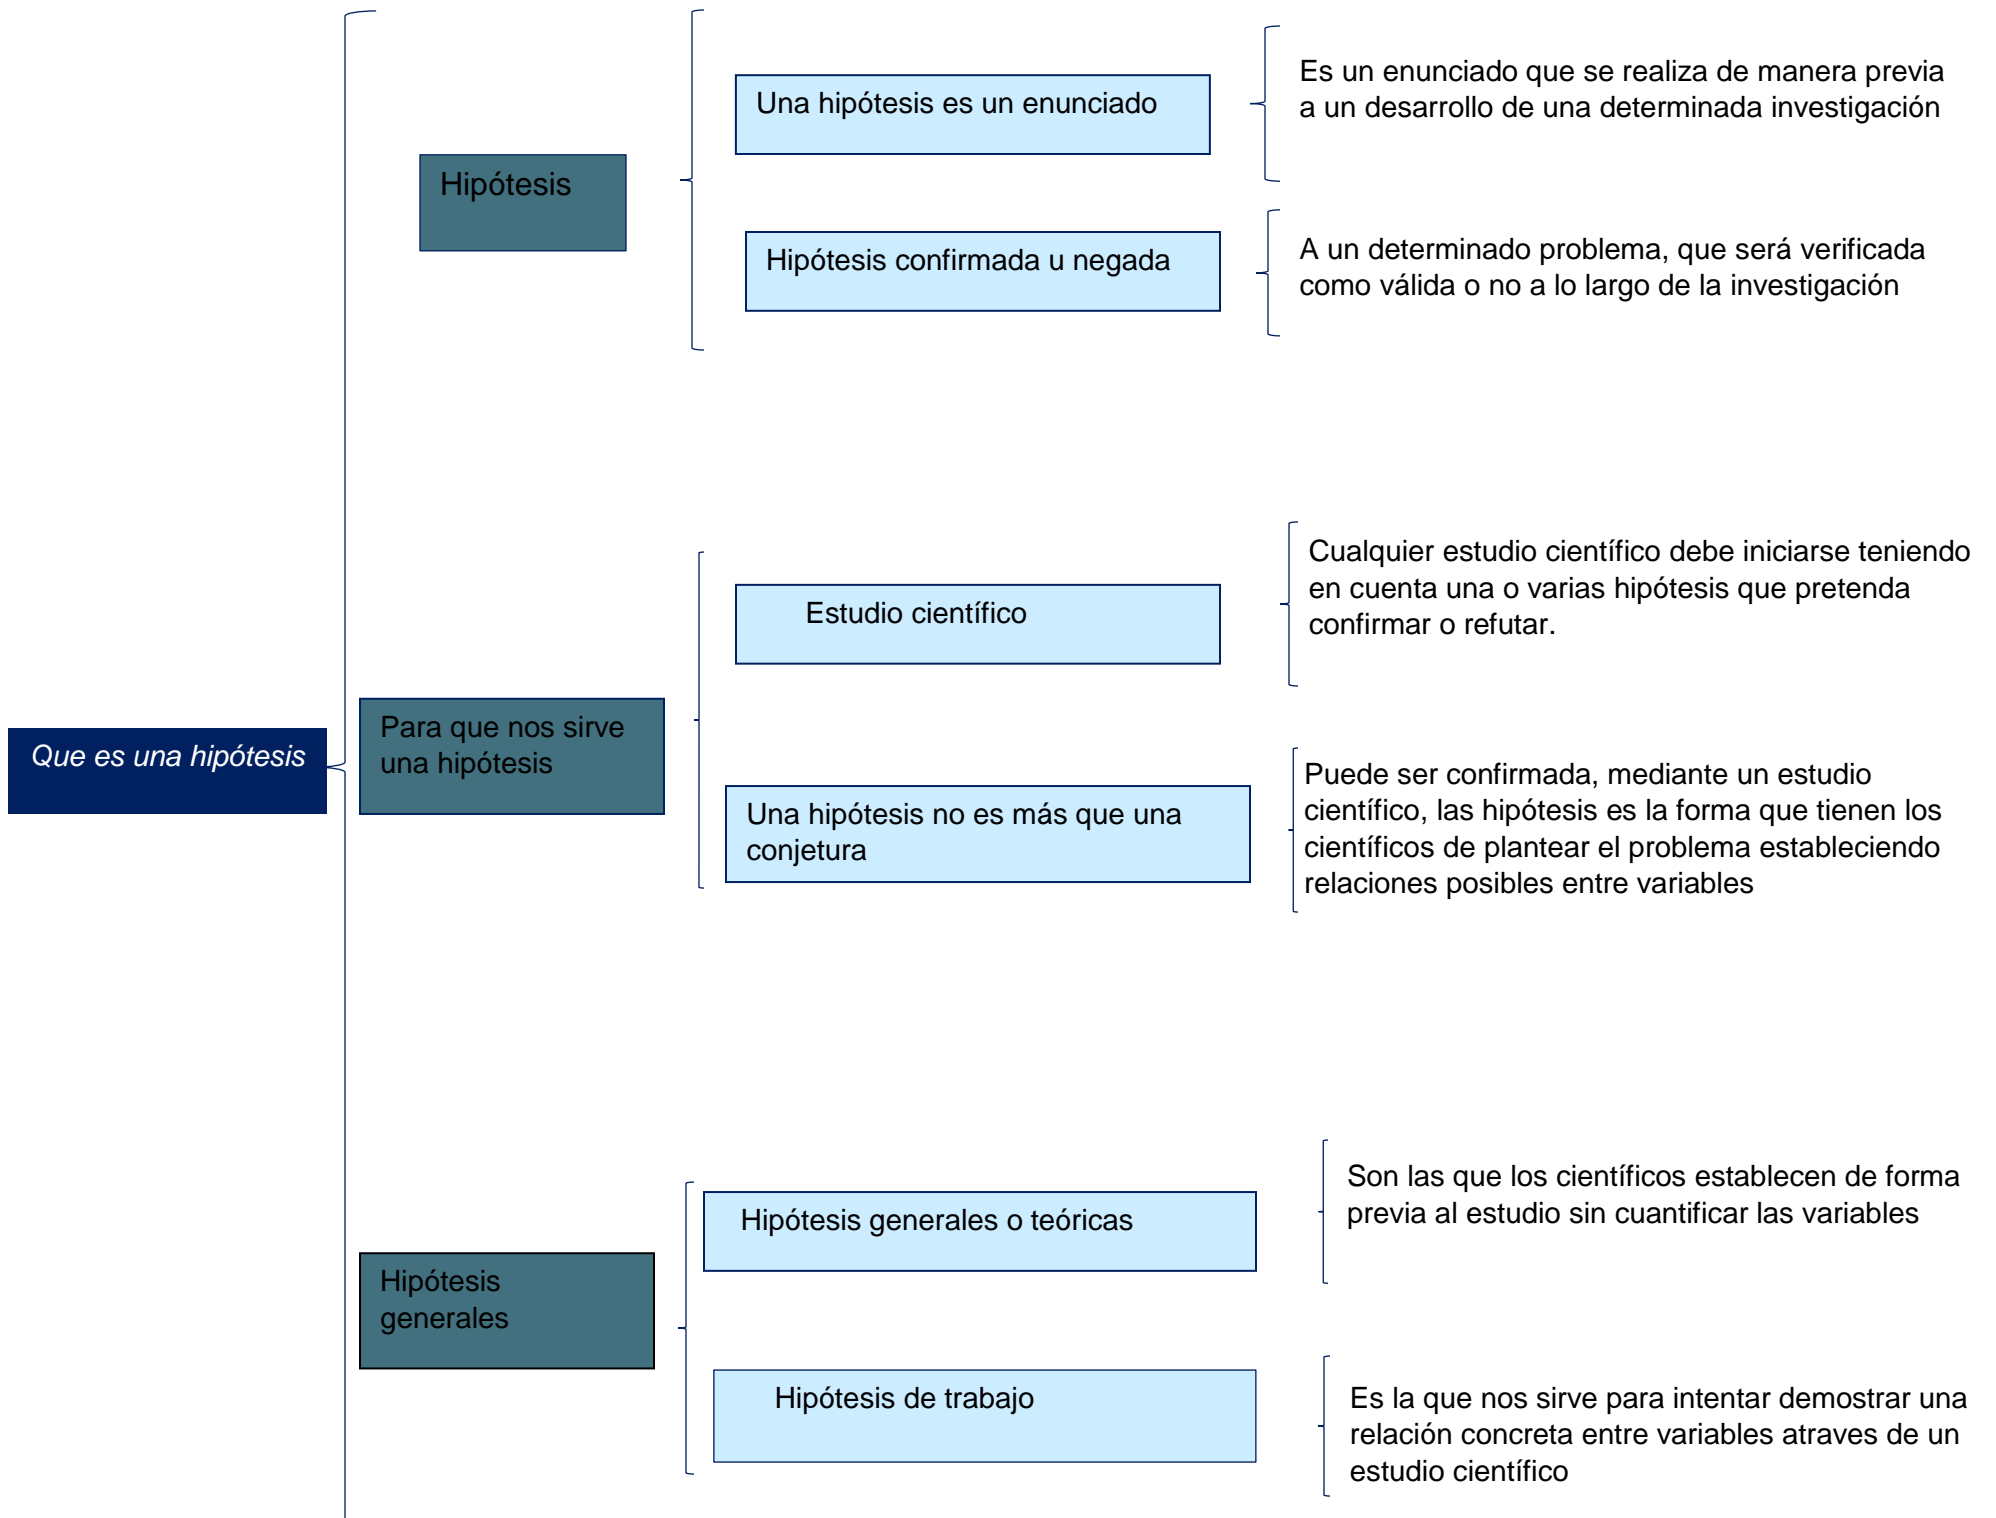 Que es una hipótesis
Hipótesis
Una hipótesis es un enunciado
Es un enunciado que se realiza de manera previa
a un desarrollo de una determinada investigación
Hipótesis confirmada u negada
A un determinado problema, que será verificada
como válida o no a lo largo de la investigación
Para que nos sirve
una hipótesis
Estudio científico
Cualquier estudio científico debe iniciarse teniendo
en cuenta una o varias hipótesis que pretenda
confirmar o refutar.
Una hipótesis no es más que una
conjetura
Puede ser confirmada, mediante un estudio
científico, las hipótesis es la forma que tienen los
científicos de plantear el problema estableciendo
relaciones posibles entre variables
Hipótesis
generales
Hipótesis generales o teóricas
Son las que los científicos establecen de forma
previa al estudio sin cuantificar las variables
Hipótesis de trabajo
Es la que nos sirve para intentar demostrar una
relación concreta entre variables atraves de un
estudio científico